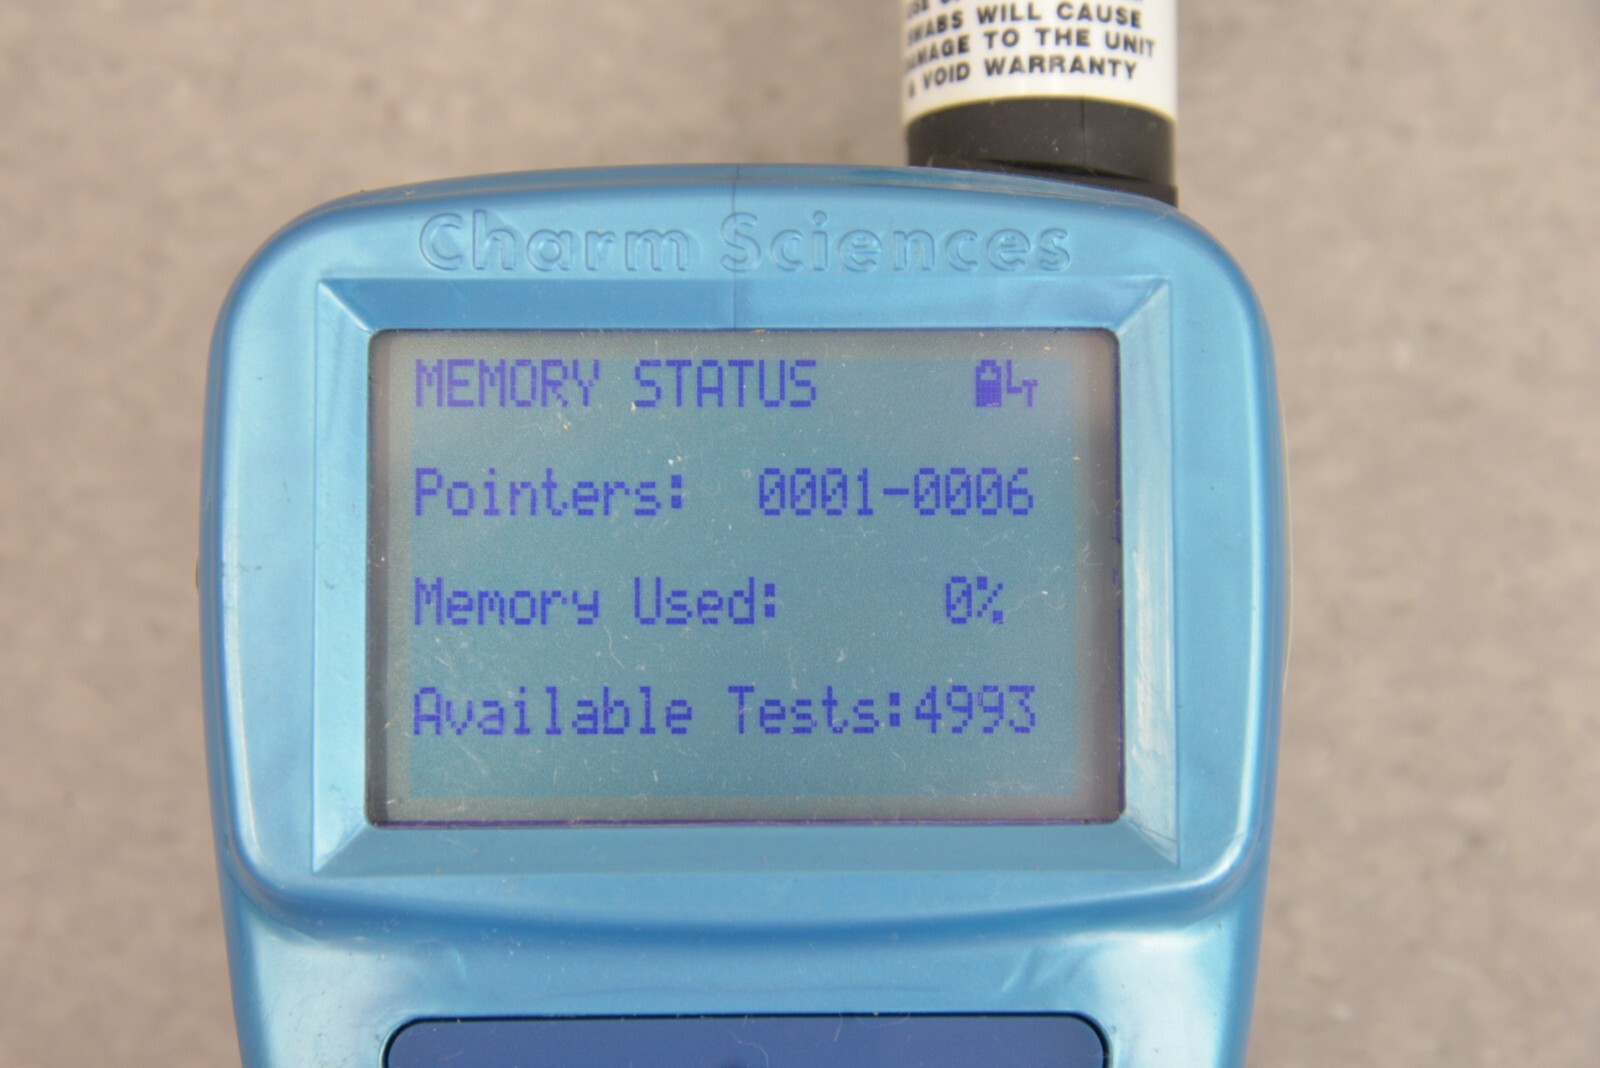 SWABS WILL CAUSE
DAMAGE TO THE UNIT
& VOID WARRANTY
Charm Sciences
MEMORY STATUS
Pointers: 0001-0006
Memory Used: 0%
Available Tests:4993